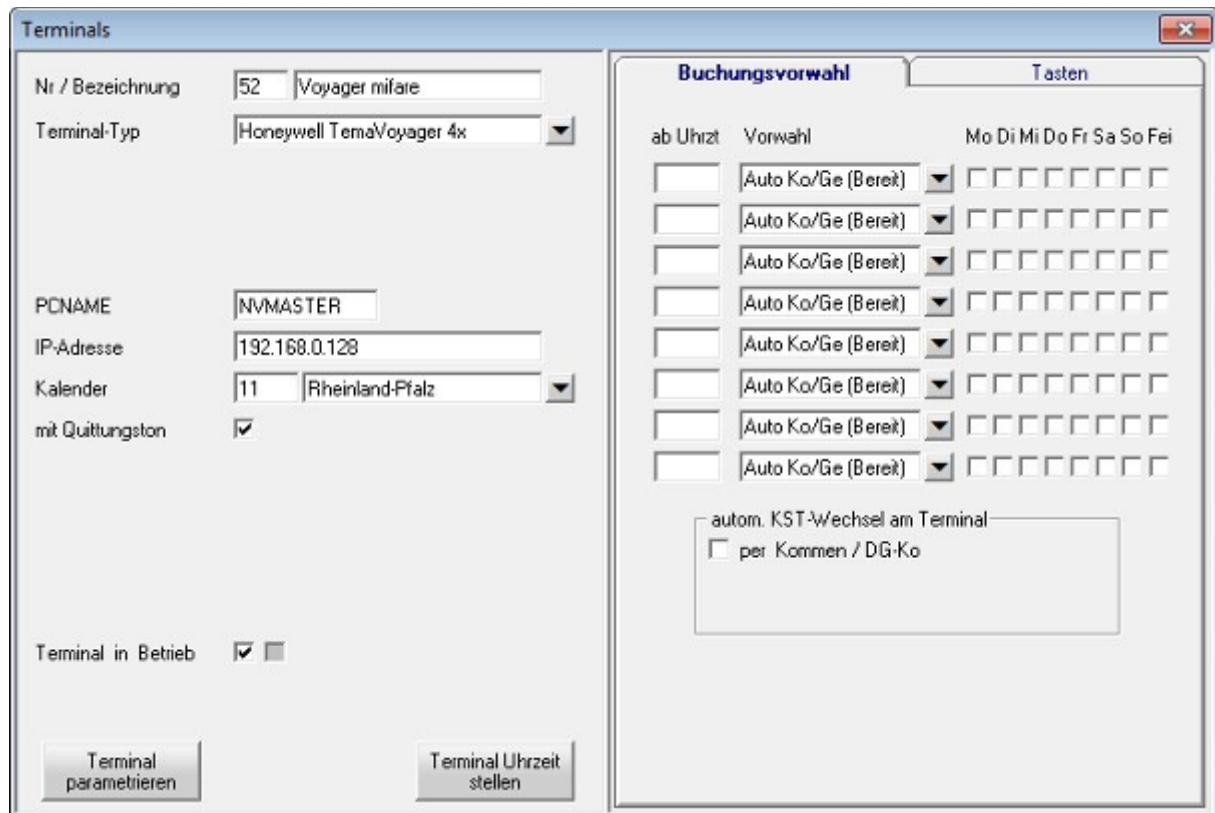 Terminals
Nr / Bezeichnung 52 Voyager mifare
Terminal-Typ Honeywell TemaVoyager 4x
PCNAME NVMASTER
IP-Adresse 192.168.0.128
Kalender 11 Rheinland-Pfalz
mit Quittungston
Terminal in Betrieb
Terminal parametrieren
Terminal Uhrzeit stellen
Buchungsvorwahl Tasten
ab Uhrzt Vorwahl Mo Di Mi Do Fr Sa So Fei
Auto Ko/Ge (Bereit)
Auto Ko/Ge (Bereit)
Auto Ko/Ge (Bereit)
Auto Ko/Ge (Bereit)
Auto Ko/Ge (Bereit)
Auto Ko/Ge (Bereit)
Auto Ko/Ge (Bereit)
Auto Ko/Ge (Bereit)
autom. KST-Wechsel am Terminal
per Kommen / DG-Ko